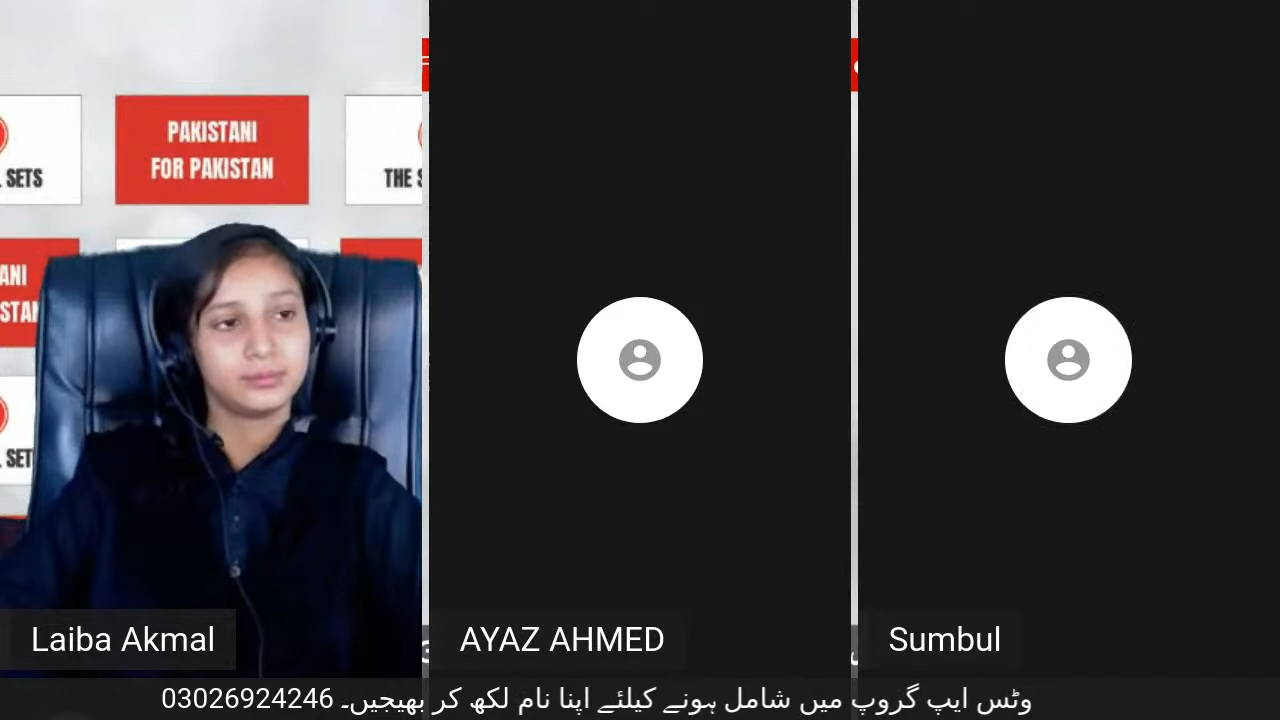 SETS
PAKISTANI
FOR PAKISTAN
THE S
ANI
STAN
SET
Laiba Akmal
AYAZ AHMED
Sumbul
وٹس ایپ گروپ میں شامل ہونے کیلئے اپنا نام لکھ کر بھیجیں۔ 03026924246